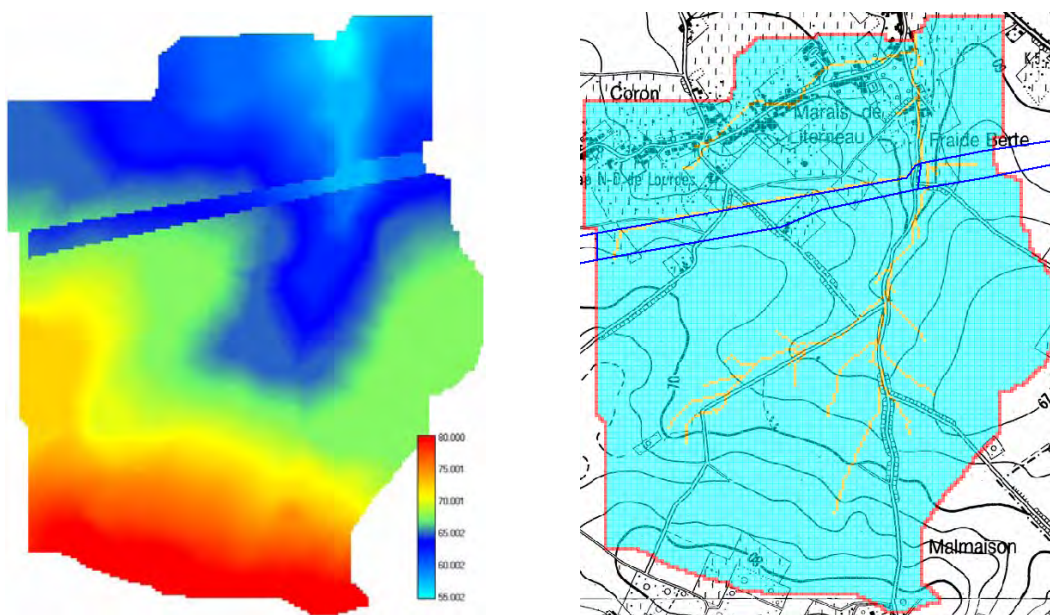 80.000
75.001
70.001
65.002
60.002
55.002
Coron
Marais de
Literneau
Fraide Berte
N-D de Lourdes
70
67
Malmaison